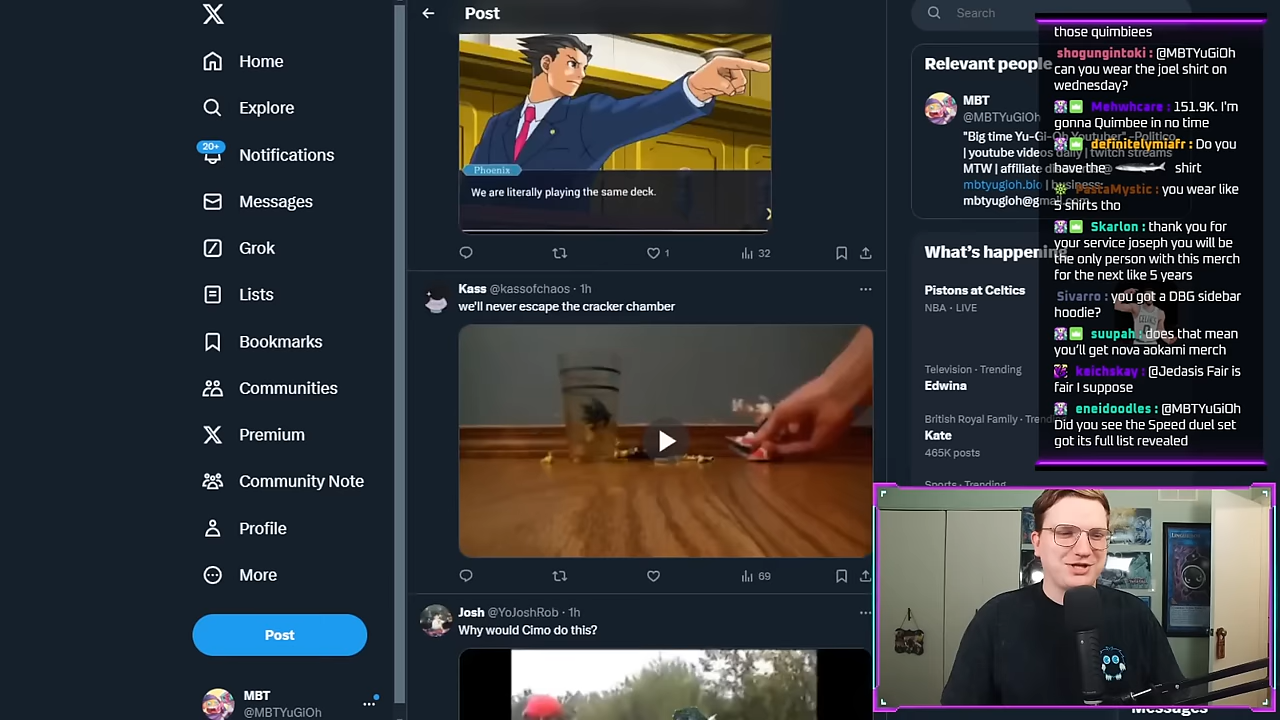 Post
Search
Home
Explore
20+
Notifications
Messages
Grok
Lists
Bookmarks
Communities
Premium
Community Note
Profile
More
Post
MBT
@MBTYuGiOh
Phoenix
We are literally playing the same deck.
1
32
Kass @kassofchaos · 1h
we'll never escape the cracker chamber
69
Josh @YoJoshRob · 1h
Why would Cimo do this?
Relevant people
MBT
@MBTYuGiOh
"Big time Yu-Gi-Oh Youtuber" -Politico
| youtube videos daily | twitch streams
MTW | affiliate
mbtyugioh.bio | business:
mbtyugioh@gmail.com
What's happening
Pistons at Celtics
NBA · LIVE
Television · Trending
Edwina
British Royal Family · Trending
Kate
465K posts
Sports · Trending
Messages
those quimbiees
shogungintoki : @MBTYuGiOh
can you wear the joel shirt on
wednesday?
Mehwhcare : 151.9K. I'm
gonna Quimbee in no time
definitelymiafr : Do you
have the shirt
PastaMystic : you wear like
5 shirts tho
Skarlon : thank you for
your service joseph you will be
the only person with this merch
for the next like 5 years
Sivarro : you got a DBG sidebar
hoodie?
suupah : does that mean
you'll get nova aokami merch
keichskay : @Jedasis Fair is
fair I suppose
eneidoodles : @MBTYuGiOh
Did you see the Speed duel set
got its full list revealed